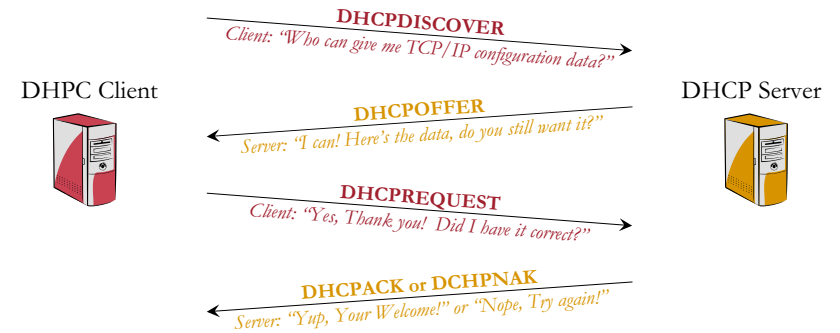 DHCPDISCOVER
Client: “Who can give me TCP/IP configuration data?”
DHPC Client
DHCP Server
DHCPOFFER
Server: “I can! Here’s the data, do you still want it?”
DHCPREQUEST
Client: “Yes, Thank you!  Did I have it correct?”
DHCPACK or DCHPNAK
Server: “Yup, Your Welcome!” or “Nope, Try again!”